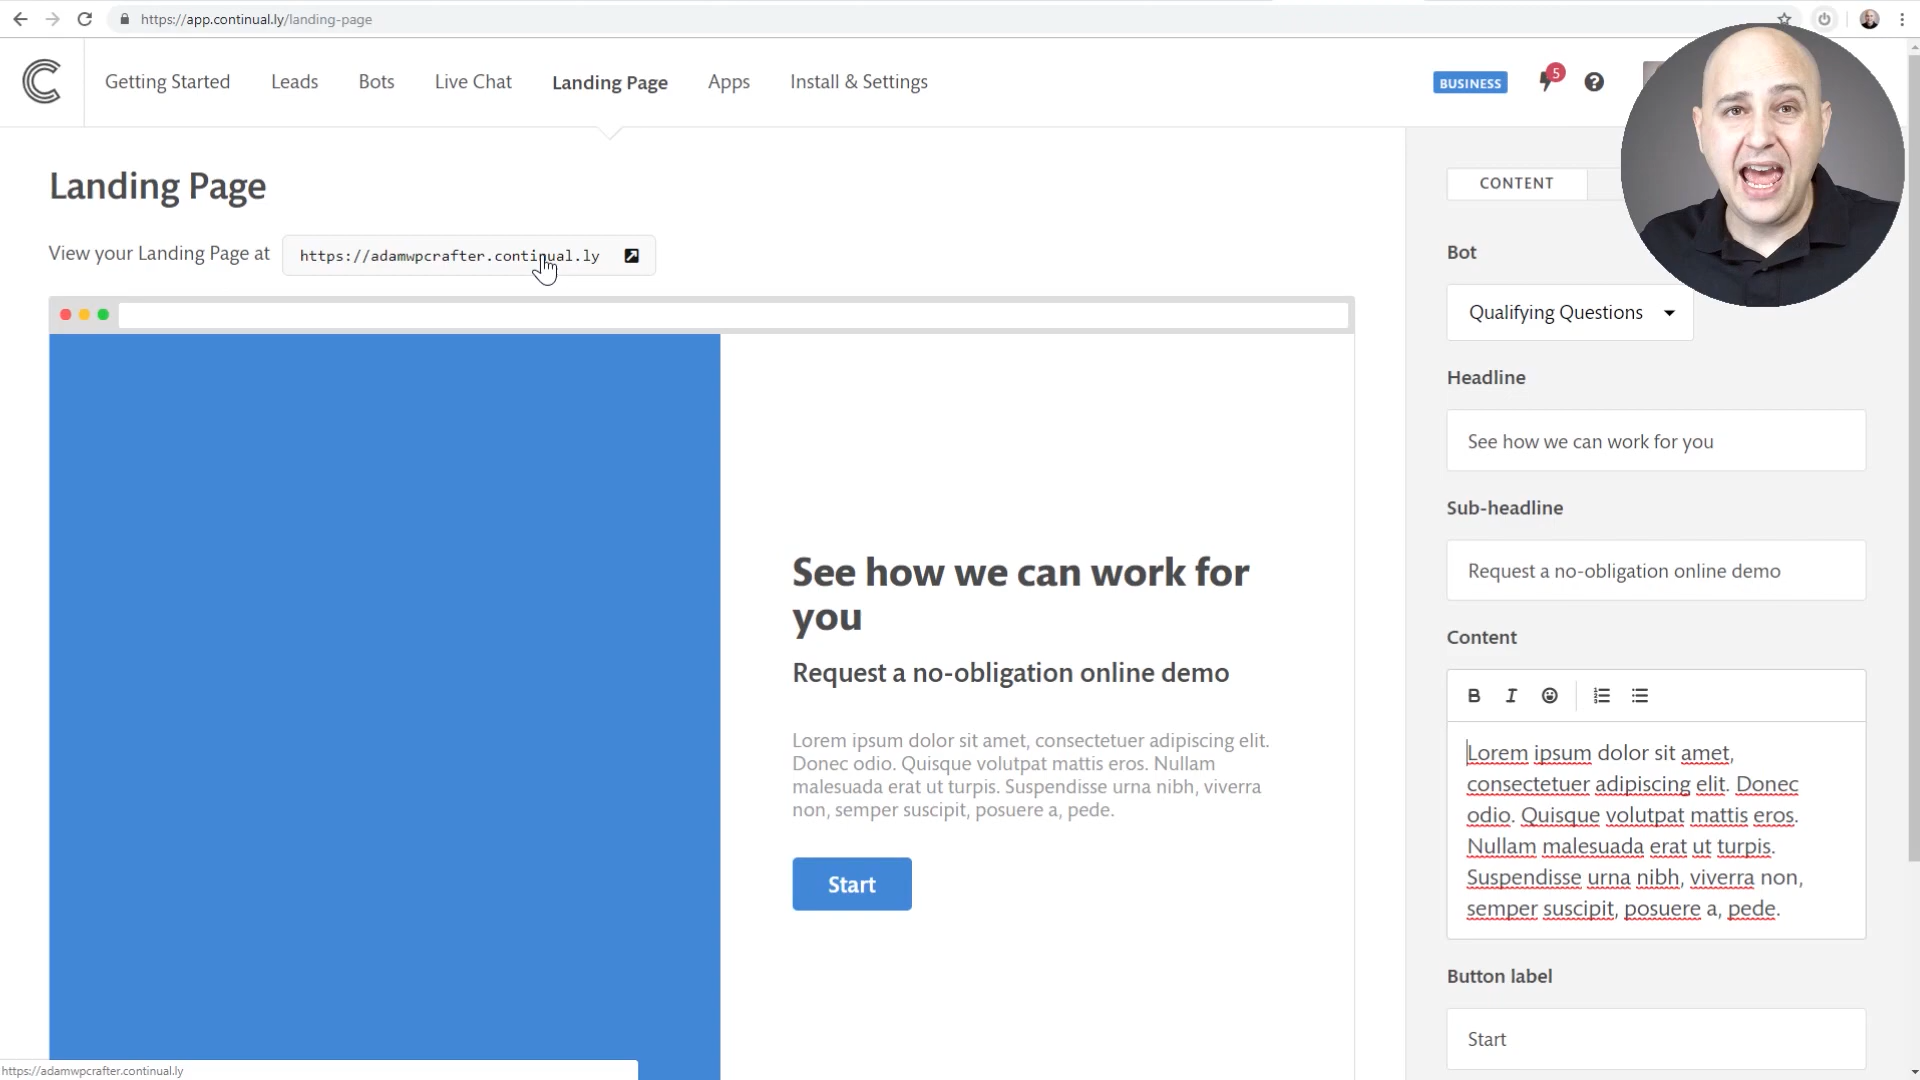 https://app.continual.ly/landing-page
Getting Started
Leads
Bots
Live Chat
Landing Page
Apps
Install & Settings
BUSINESS
5
Landing Page
View your Landing Page at
https://adamwpcrafter.continual.ly
See how we can work for
you
Request a no-obligation online demo
Lorem ipsum dolor sit amet, consectetuer adipiscing elit.
Donec odio. Quisque volutpat mattis eros. Nullam
malesuada erat ut turpis. Suspendisse urna nibh, viverra
non, semper suscipit, posuere a, pede.
Start
CONTENT
Bot
Qualifying Questions
Headline
See how we can work for you
Sub-headline
Request a no-obligation online demo
Content
B I
Lorem ipsum dolor sit amet,
consectetuer adipiscing elit. Donec
odio. Quisque volutpat mattis eros.
Nullam malesuada erat ut turpis.
Suspendisse urna nibh, viverra non,
semper suscipit, posuere a, pede.
Button label
Start
https://adamwpcrafter.continual.ly